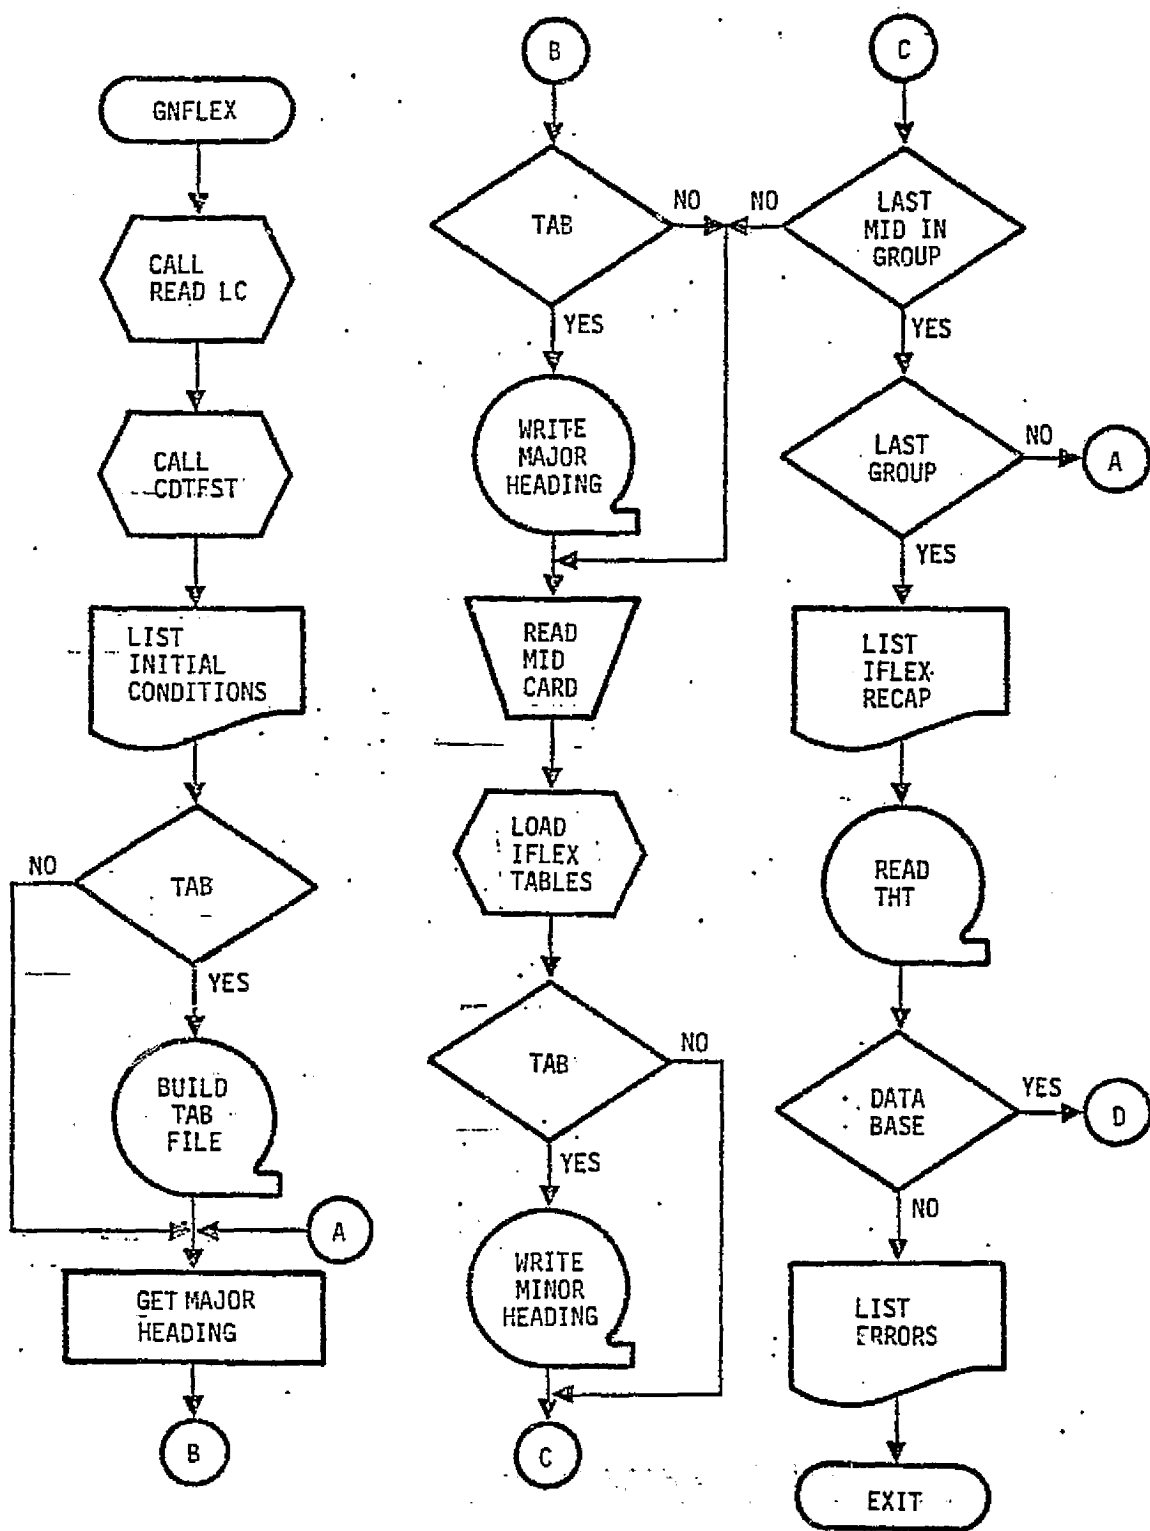 GNFLEX
CALL
READ LC
CALL
CDTEST
LIST
INITIAL
CONDITIONS
TAB
NO
YES
BUILD
TAB
FILE
A
GET MAJOR
HEADING
B
B
TAB
NO
YES
WRITE
MAJOR
HEADING
READ
MID
CARD
LOAD
IFLEX
TABLES
TAB
NO
YES
WRITE
MINOR
HEADING
C
C
LAST
MID IN
GROUP
NO
YES
LAST
GROUP
NO
A
YES
LIST
IFLEX
RECAP
READ
THT
DATA
BASE
YES
D
NO
LIST
ERRORS
EXIT